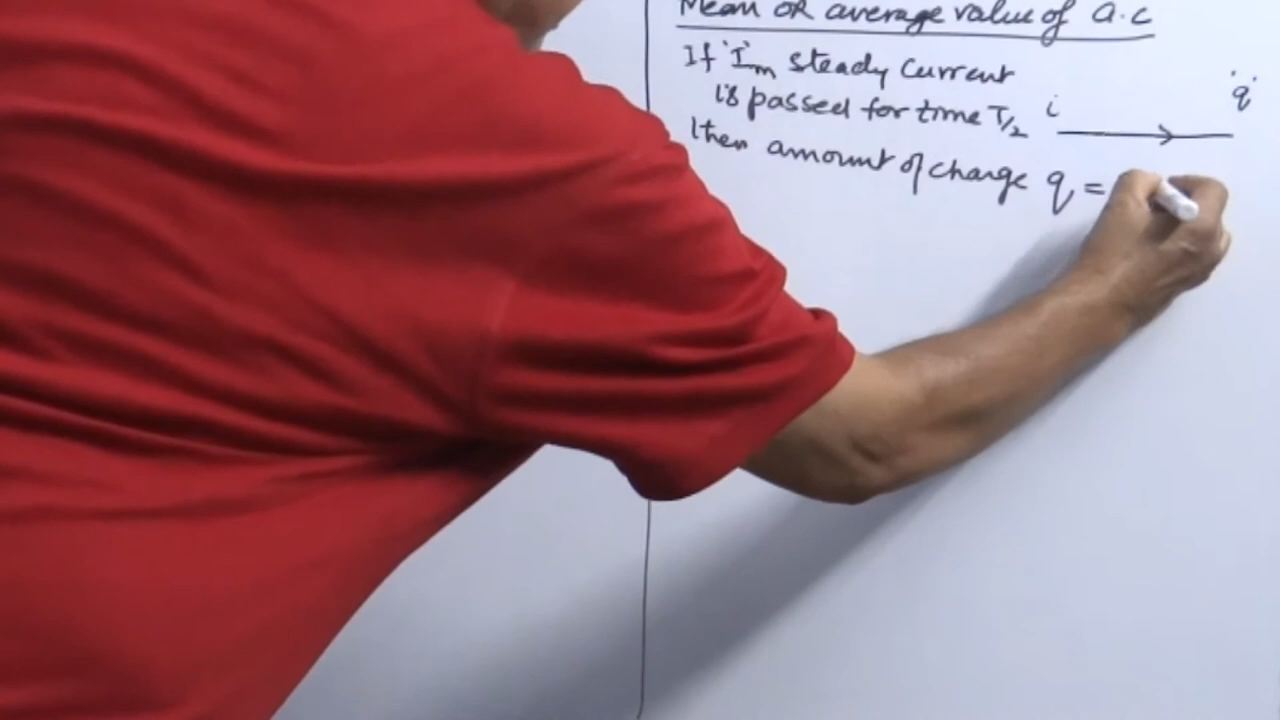 Mean OR average value of a.c
If 'Im steady current
is passed for time T/2
i
'q'
then amount of charge q =